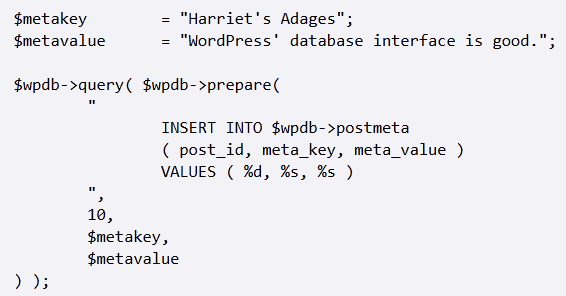 $metakey = "Harriet's Adages";
$metavalue = "WordPress' database interface is good.";
$wpdb->query( $wpdb->prepare(
"
INSERT INTO $wpdb->postmeta
( post_id, meta_key, meta_value )
VALUES ( %d, %s, %s )
",
10,
$metakey,
$metavalue
) );